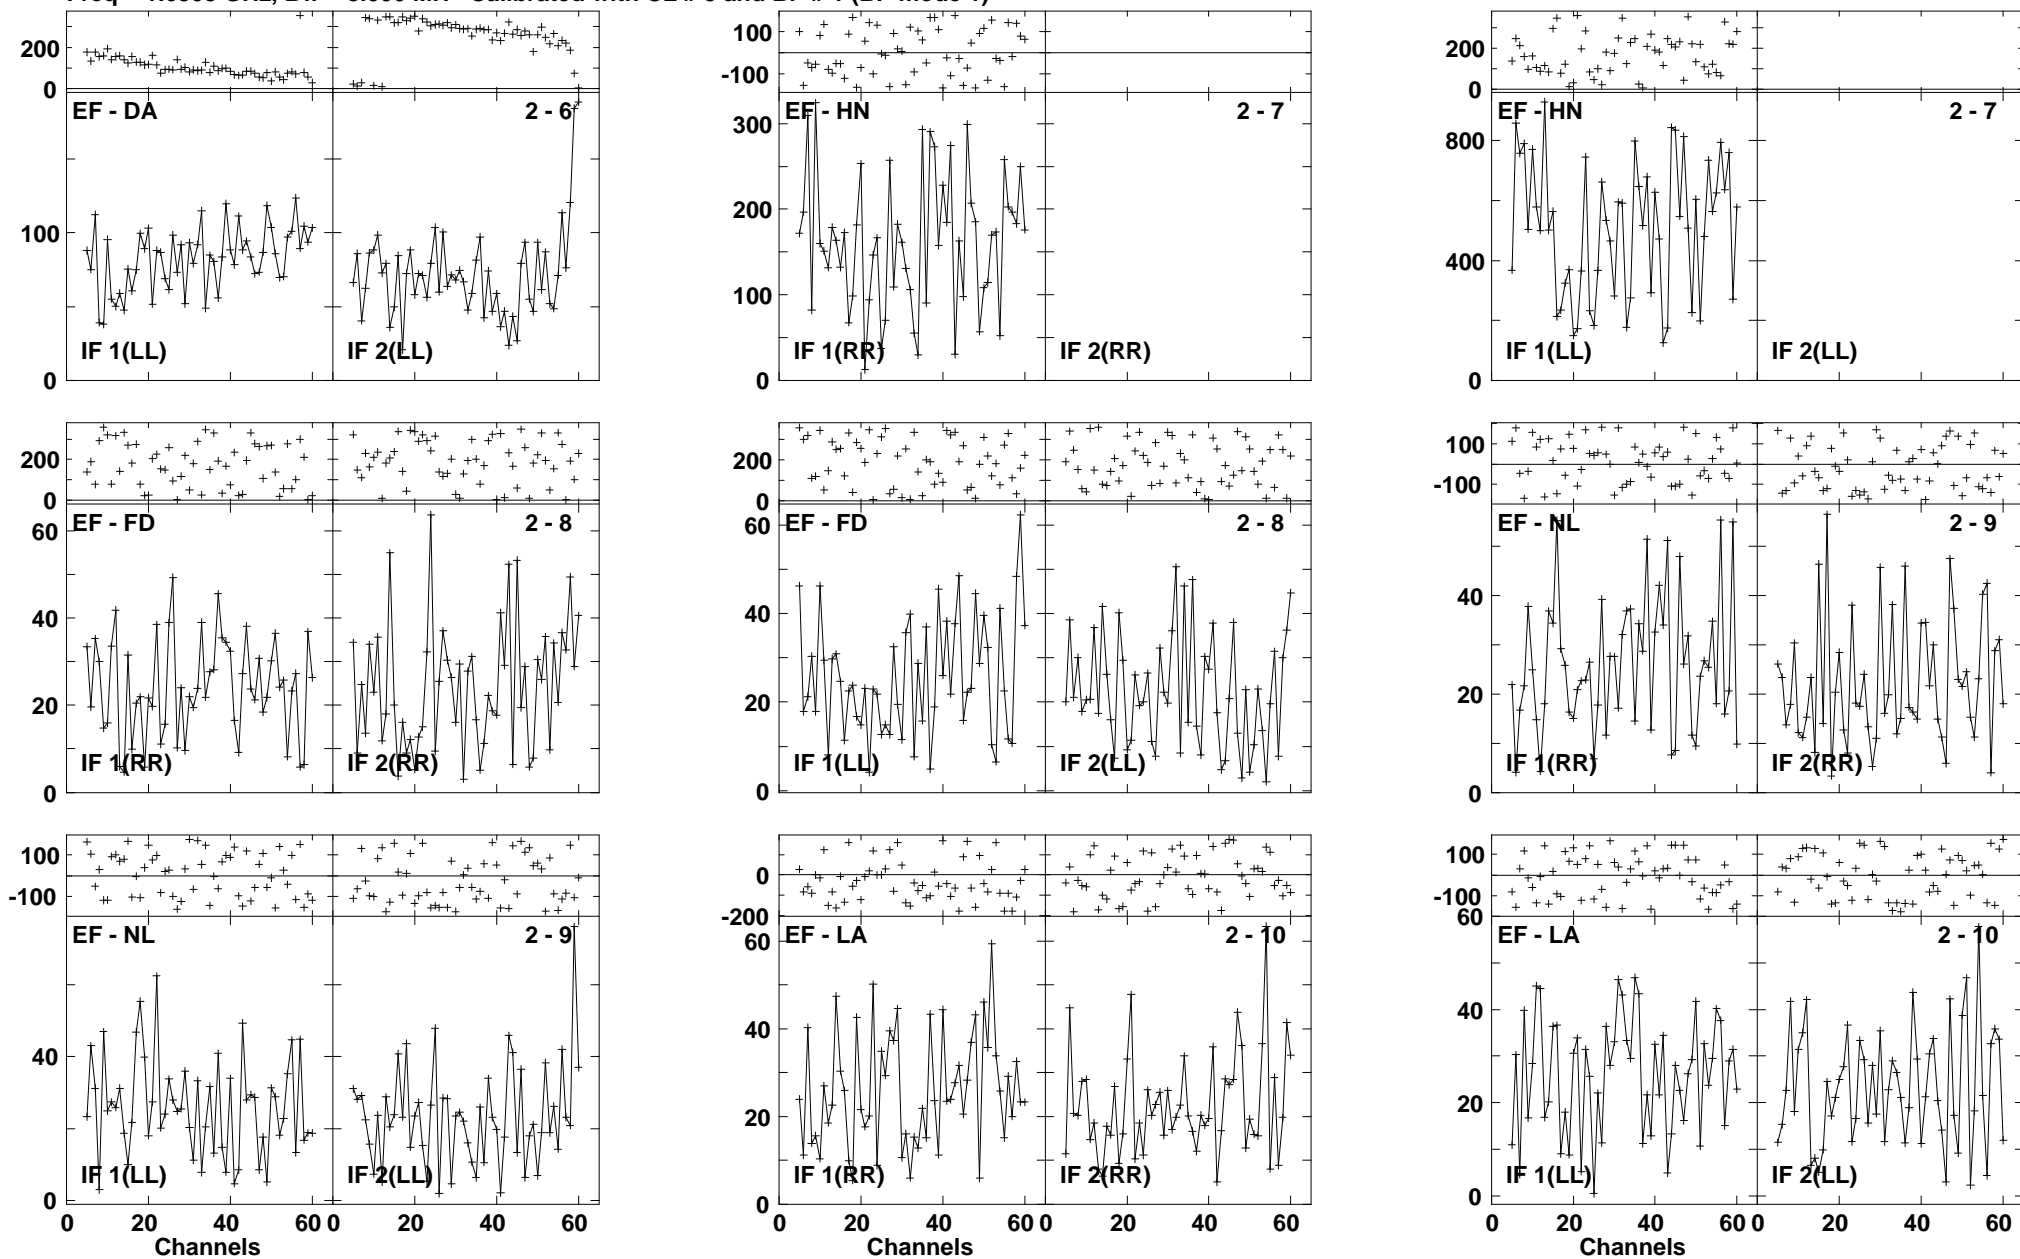 200
0
EF - DA 2 - 6
100
IF 1(LL) IF 2(LL)
0
100
-100
EF - HN 2 - 7
300
200
100
IF 1(RR) IF 2(RR)
0
200
0
EF - HN 2 - 7
800
400
IF 1(LL) IF 2(LL)
0
200
0
EF - FD 2 - 8
60
40
20
IF 1(RR) IF 2(RR)
0
200
0
EF - FD 2 - 8
60
40
20
IF 1(LL) IF 2(LL)
0
100
-100
EF - NL 2 - 9
40
20
IF 1(RR) IF 2(RR)
0
100
-100
EF - NL 2 - 9
40
IF 1(LL) IF 2(LL)
0
0 20 40 60 0 20 40 60
Channels
0
-200
EF - LA 2 - 10
60
40
20
IF 1(RR) IF 2(RR)
0
0 20 40 60 0 20 40 60
Channels
100
-100
60
EF - LA 2 - 10
40
20
IF 1(LL) IF 2(LL)
0
0 20 40 60 0 20 40 60
Channels